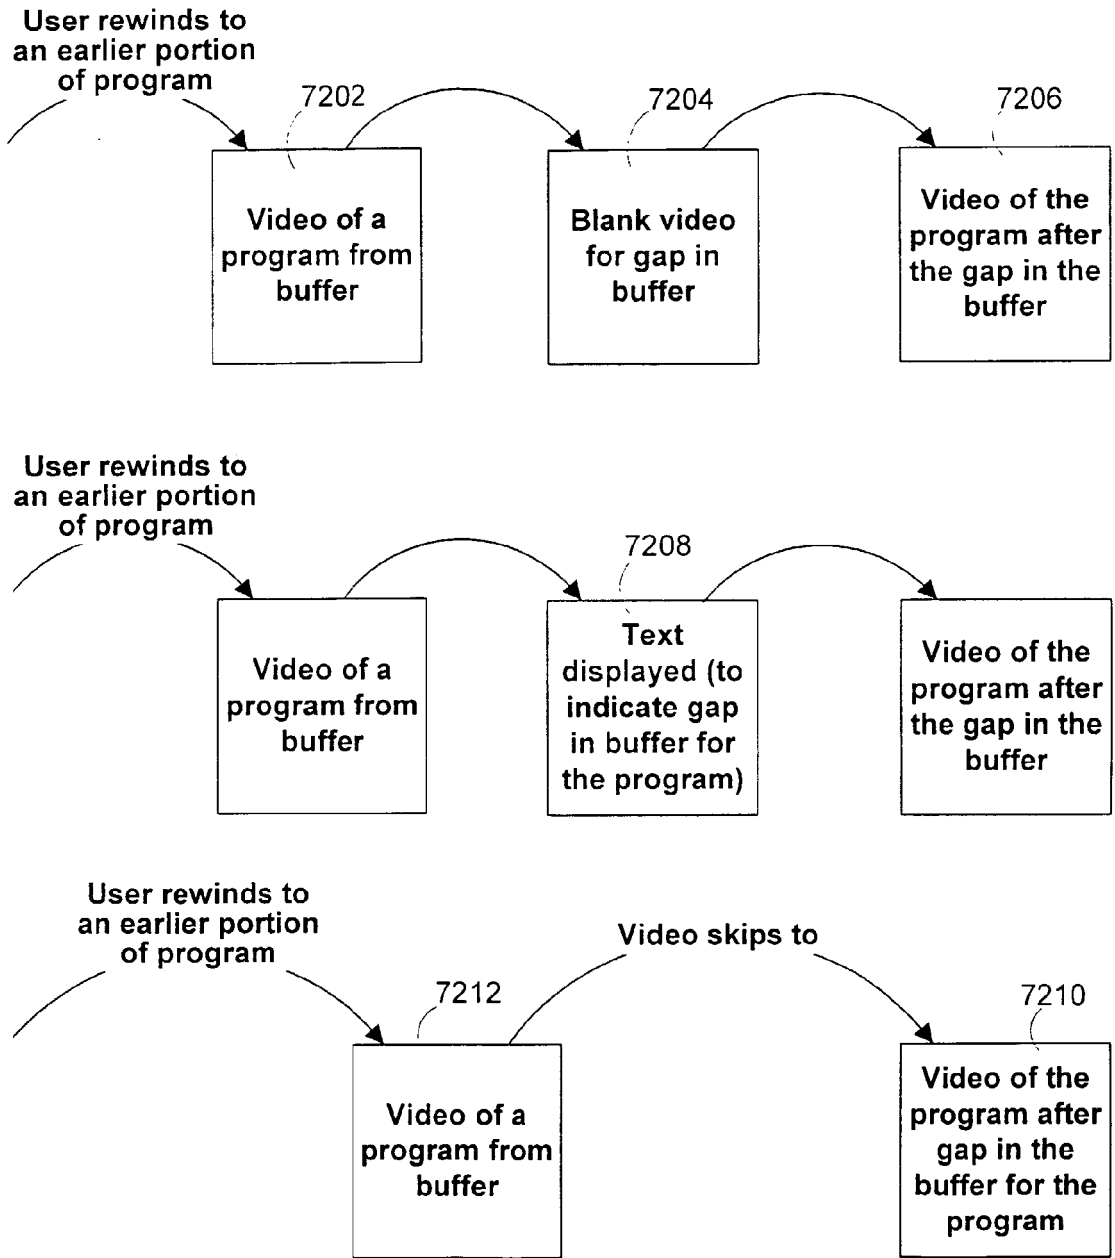 User rewinds to
an earlier portion
of program
7202
7204
7206
Video of a
program from
buffer
Blank video
for gap in
buffer
Video of the
program after
the gap in the
buffer
User rewinds to
an earlier portion
of program
7208
Video of a
program from
buffer
Text
displayed (to
indicate gap
in buffer for
the program)
Video of the
program after
the gap in the
buffer
User rewinds to
an earlier portion
of program
Video skips to
7212
7210
Video of a
program from
buffer
Video of the
program after
gap in the
buffer for the
program